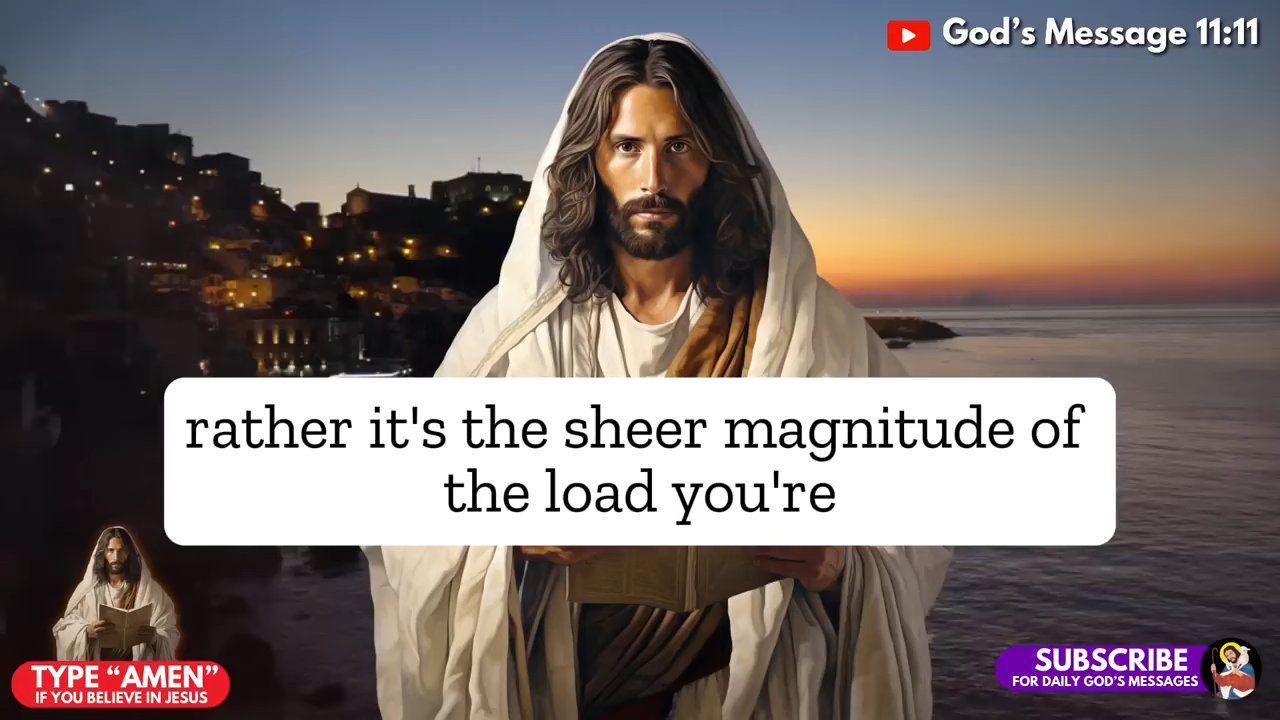 God's Message 11:11
rather it's the sheer magnitude of
the load you're
TYPE “AMEN”
IF YOU BELIEVE IN JESUS
SUBSCRIBE
FOR DAILY GOD'S MESSAGES